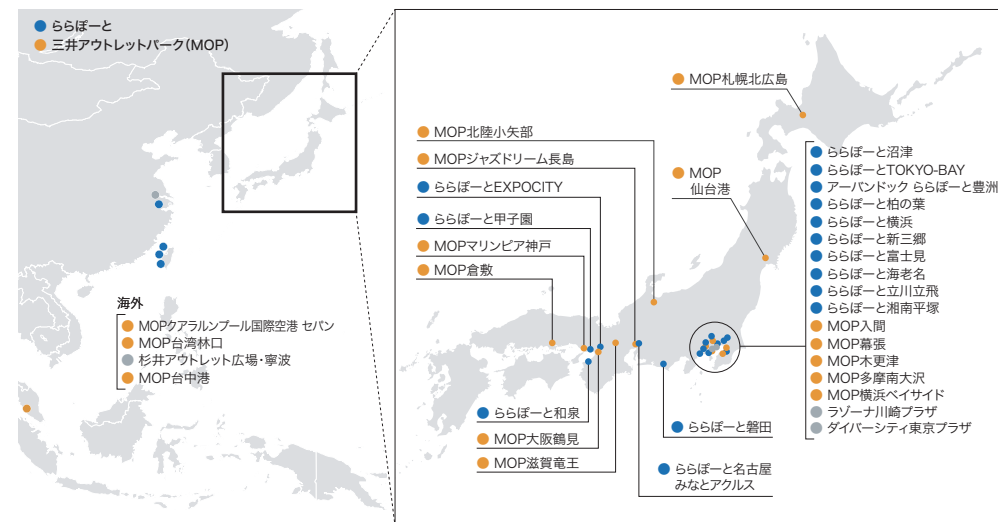 ららぽーと
三井アウトレットパーク(MOP)
海外
MOPクアラルンプール国際空港 セパン
MOP台湾林口
杉井アウトレット広場・寧波
MOP台中港
MOP札幌北広島
MOP北陸小矢部
MOPジャズドリーム長島
ららぽーとEXPOCITY
ららぽーと甲子園
MOPマリンピア神戸
MOP倉敷
MOP
仙台港
ららぽーと沼津
ららぽーとTOKYO-BAY
アーバンドック ららぽーと豊洲
ららぽーと柏の葉
ららぽーと横浜
ららぽーと新三郷
ららぽーと富士見
ららぽーと海老名
ららぽーと立川立飛
ららぽーと湘南平塚
MOP入間
MOP幕張
MOP木更津
MOP多摩南大沢
MOP横浜ベイサイド
ラゾーナ川崎プラザ
ダイバーシティ東京プラザ
ららぽーと和泉
MOP大阪鶴見
MOP滋賀竜王
ららぽーと磐田
ららぽーと名古屋
みなとアクルス